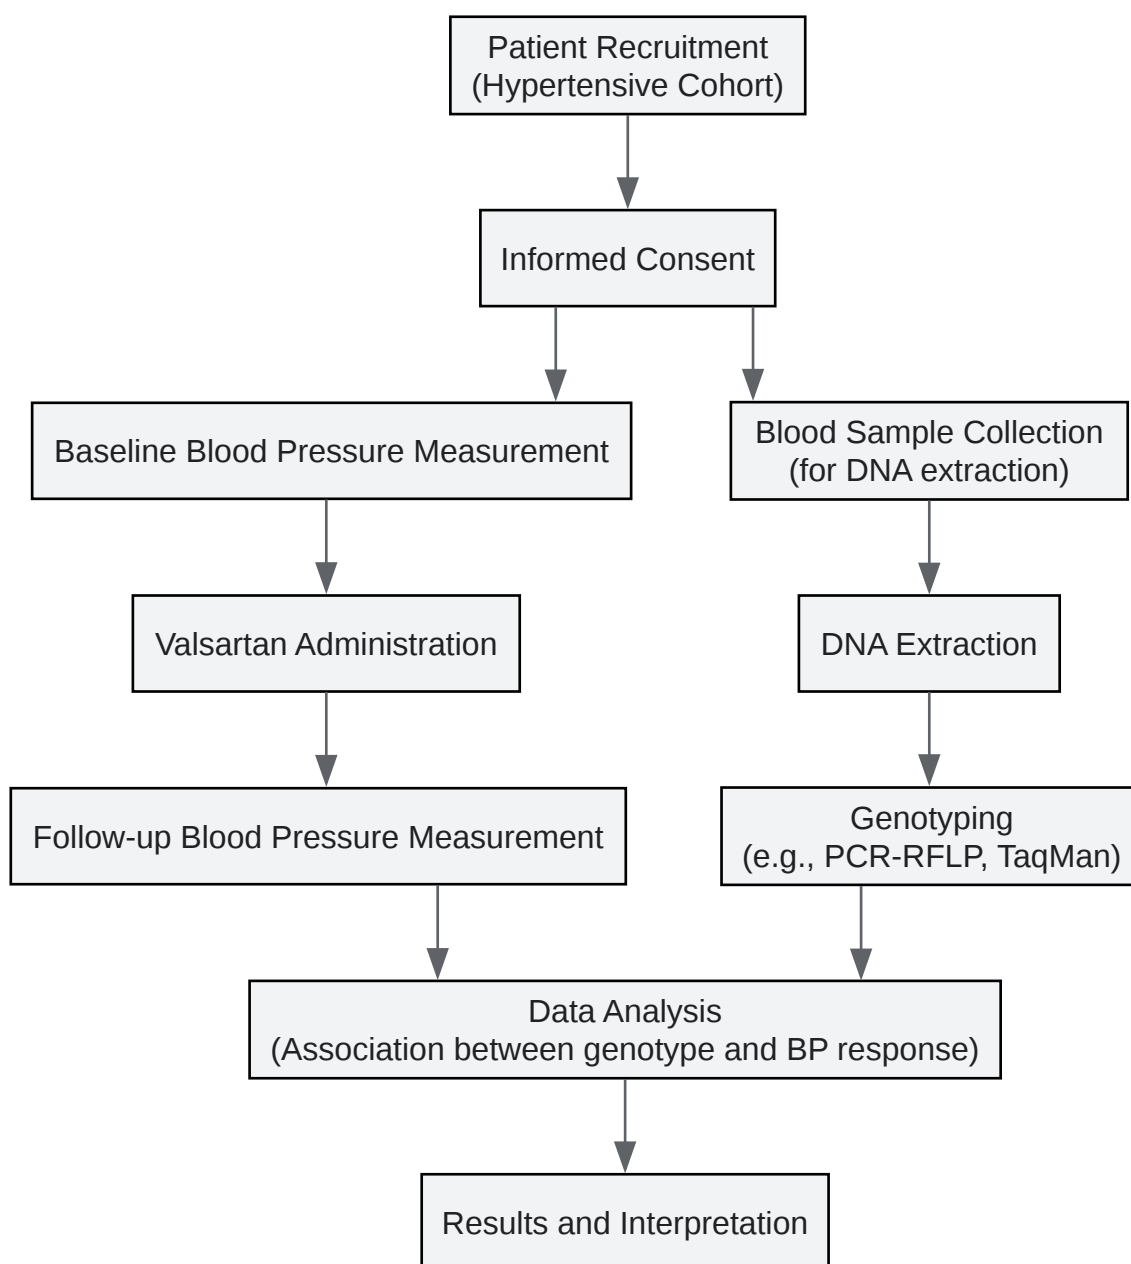 Patient Recruitment
(Hypertensive Cohort)
Informed Consent
Baseline Blood Pressure Measurement
Blood Sample Collection
(for DNA extraction)
Valsartan Administration
DNA Extraction
Follow-up Blood Pressure Measurement
Genotyping
(e.g., PCR-RFLP, TaqMan)
Data Analysis
(Association between genotype and BP response)
Results and Interpretation